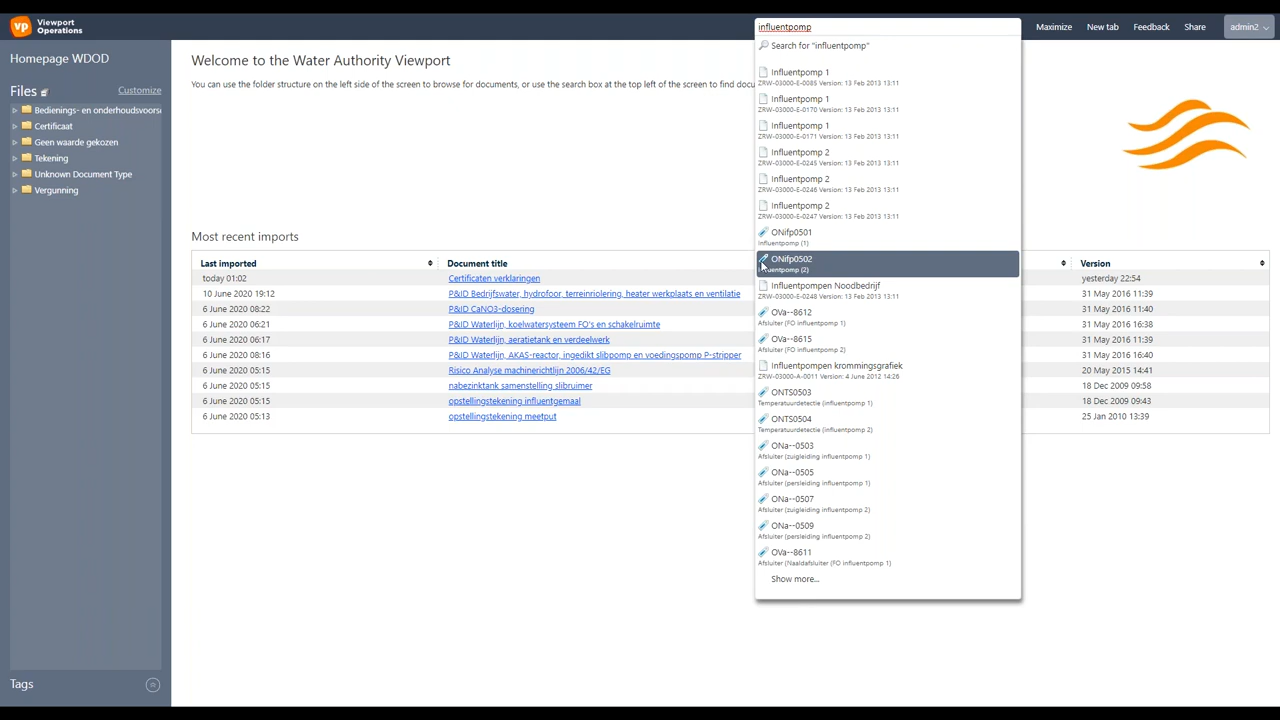 vp Viewport Operations
influentpomp
Maximize New tab Feedback Share admin2
Homepage WDOD
Files Customize
Bedienings- en onderhoudsvoors
Certificaat
Geen waarde gekozen
Tekening
Unknown Document Type
Vergunning
Tags
Welcome to the Water Authority Viewport
You can use the folder structure on the left side of the screen to browse for documents, or use the search box at the top left of the screen to find docu
Most recent imports
Last imported Document title Version
today 01:02 Certificaten verklaringen yesterday 22:54
10 June 2020 19:12 P&ID Bedrijfswater, hydrofoor, terreinriolering, heater werkplaats en ventilatie 31 May 2016 11:39
6 June 2020 08:22 P&ID CaNO3-dosering 31 May 2016 11:40
6 June 2020 06:21 P&ID Waterlijn, koelwatersysteem FO's en schakelruimte 31 May 2016 16:38
6 June 2020 06:17 P&ID Waterlijn, aeratietank en verdeelwerk 31 May 2016 11:39
6 June 2020 08:16 P&ID Waterlijn, AKAS-reactor, ingedikt slibpomp en voedingspomp P-stripper 31 May 2016 16:40
6 June 2020 05:15 Risico Analyse machinerichtlijn 2006/42/EG 20 May 2015 14:41
6 June 2020 05:15 nabezinktank samenstelling slibruimer 18 Dec 2009 09:58
6 June 2020 05:15 opstellingstekening influentgemaal 18 Dec 2009 09:43
6 June 2020 05:13 opstellingstekening meetput 25 Jan 2010 13:39
Search for "influentpomp"
Influentpomp 1
ZRW-03000-E-0085 Version: 13 Feb 2013 13:11
Influentpomp 1
ZRW-03000-E-0170 Version: 13 Feb 2013 13:11
Influentpomp 1
ZRW-03000-E-0171 Version: 13 Feb 2013 13:11
Influentpomp 2
ZRW-03000-E-0245 Version: 13 Feb 2013 13:11
Influentpomp 2
ZRW-03000-E-0246 Version: 13 Feb 2013 13:11
Influentpomp 2
ZRW-03000-E-0247 Version: 13 Feb 2013 13:11
ONifp0501
Influentpomp (1)
ONifp0502
Influentpomp (2)
Influentpompen Noodbedrijf
ZRW-03000-E-0248 Version: 13 Feb 2013 13:11
OVa--8612
Afsluiter (FO influentpomp 1)
OVa--8615
Afsluiter (FO influentpomp 2)
Influentpompen krommingsgrafiek
ZRW-03000-A-0011 Version: 4 June 2012 14:26
ONTS0503
Temperatuurdetectie (influentpomp 1)
ONTS0504
Temperatuurdetectie (influentpomp 2)
ONa--0503
Afsluiter (zuigleiding influentpomp 1)
ONa--0505
Afsluiter (persleiding influentpomp 1)
ONa--0507
Afsluiter (zuigleiding influentpomp 2)
ONa--0509
Afsluiter (persleiding influentpomp 2)
OVa--8611
Afsluiter (Naaldafsluiter (FO influentpomp 1)
Show more...